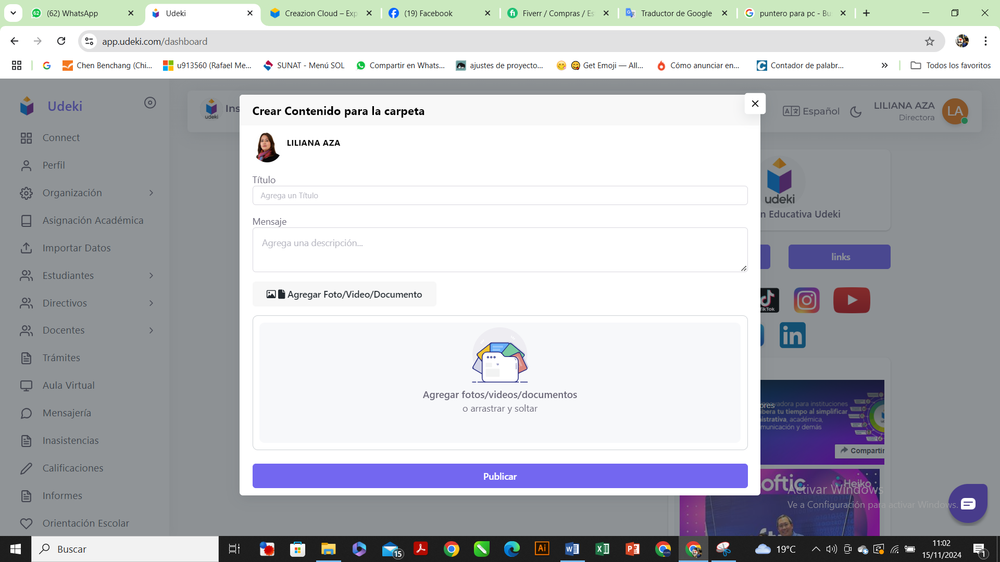 (62) WhatsApp
Udeki
Creazion Cloud – Exp
(19) Facebook
Fiverr / Compras / Es
Traductor de Google
puntero para pc - Bu
app.udeki.com/dashboard
Chen Benchang (Chi...
u913560 (Rafael Me...
SUNAT - Menú SOL
Compartir en Whats...
ajustes de proyecto...
Get Emoji — All...
Cómo anunciar en...
Contador de palabr...
Todos los favoritos
Udeki
Connect
Perfil
Organización
Asignación Académica
Importar Datos
Estudiantes
Directivos
Docentes
Trámites
Aula Virtual
Mensajería
Inasistencias
Calificaciones
Informes
Orientación Escolar
udeki
Ins
Español
LILIANA AZA
Directora
LA
Crear Contenido para la carpeta
LILIANA AZA
Título
Agrega un Título
Mensaje
Agrega una descripción...
Agregar Foto/Video/Documento
Agregar fotos/videos/documentos
o arrastrar y soltar
Publicar
udeki
n Educativa Udeki
links
TikTok
ores
ovadora para instituciones
ibera tu tiempo al simplificar
nistrativa, académica,
municación y demás
Compartir
oftic
Heiko
Activar Windows
Ve a Configuración para activar Windows.
Buscar
15
19°C
11:02
15/11/2024
1